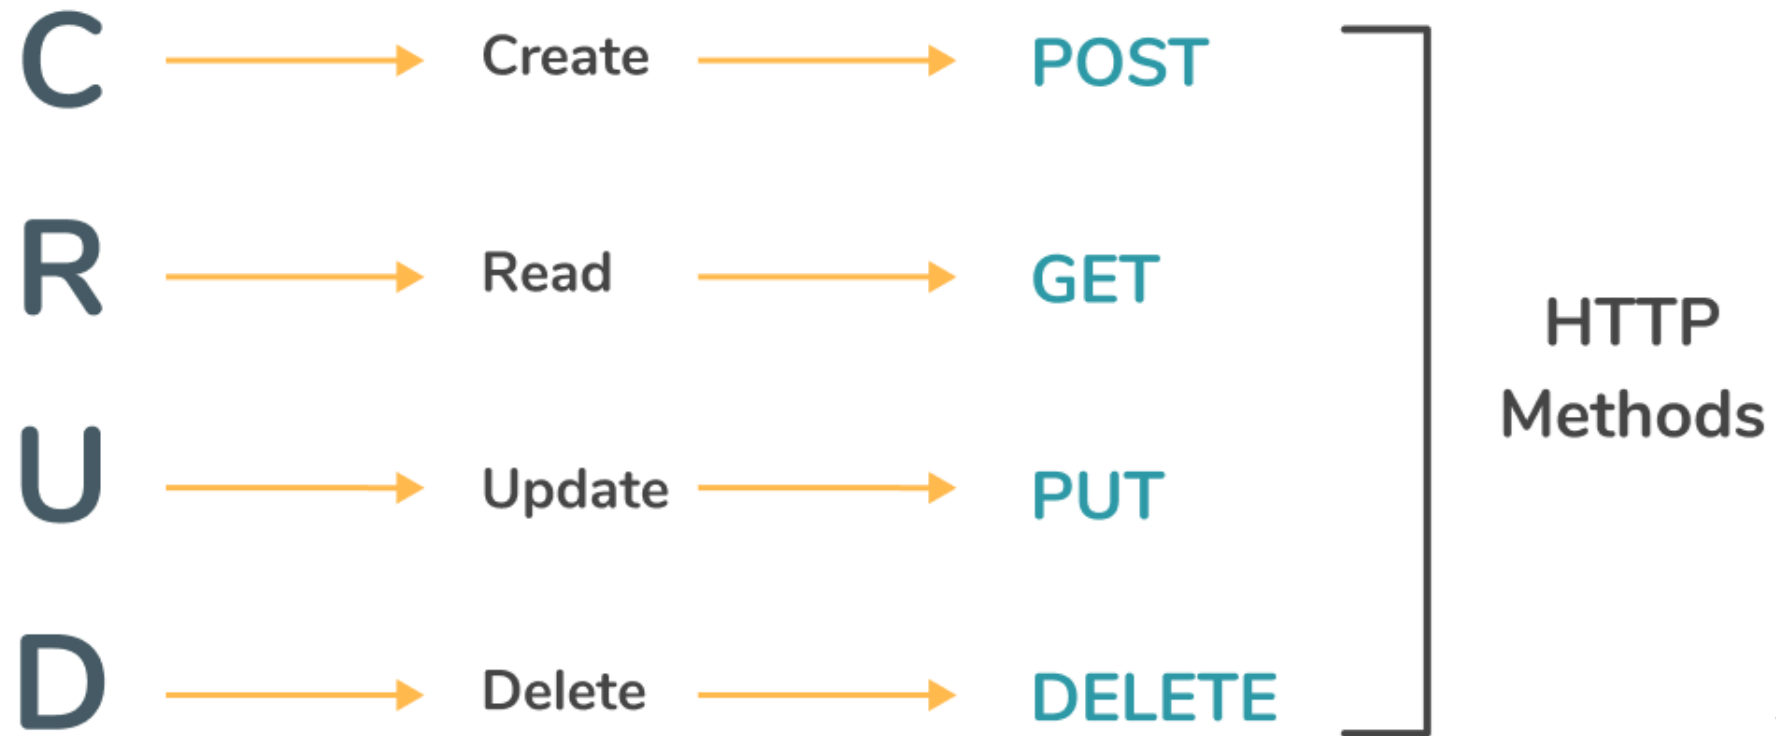 C Create POST
R Read GET
U Update PUT
D Delete DELETE
HTTP
Methods